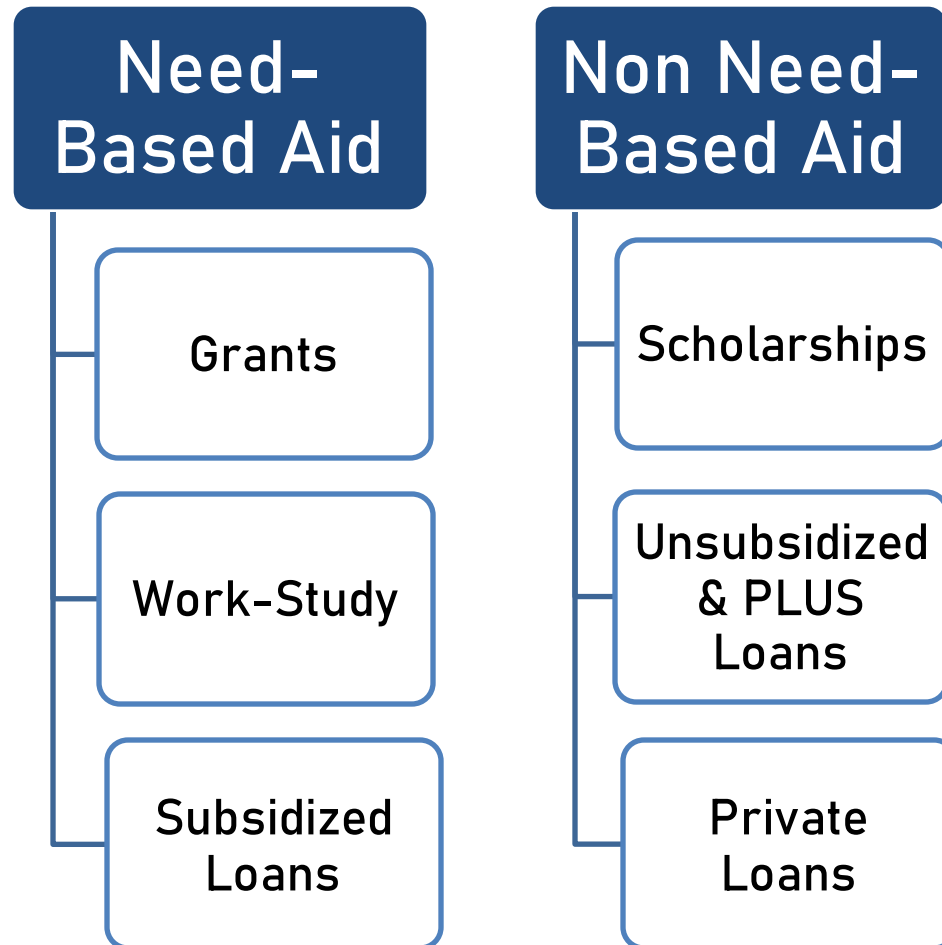 Need-
Based Aid
Grants
Work-Study
Subsidized
Loans
Non Need-
Based Aid
Scholarships
Unsubsidized
& PLUS
Loans
Private
Loans